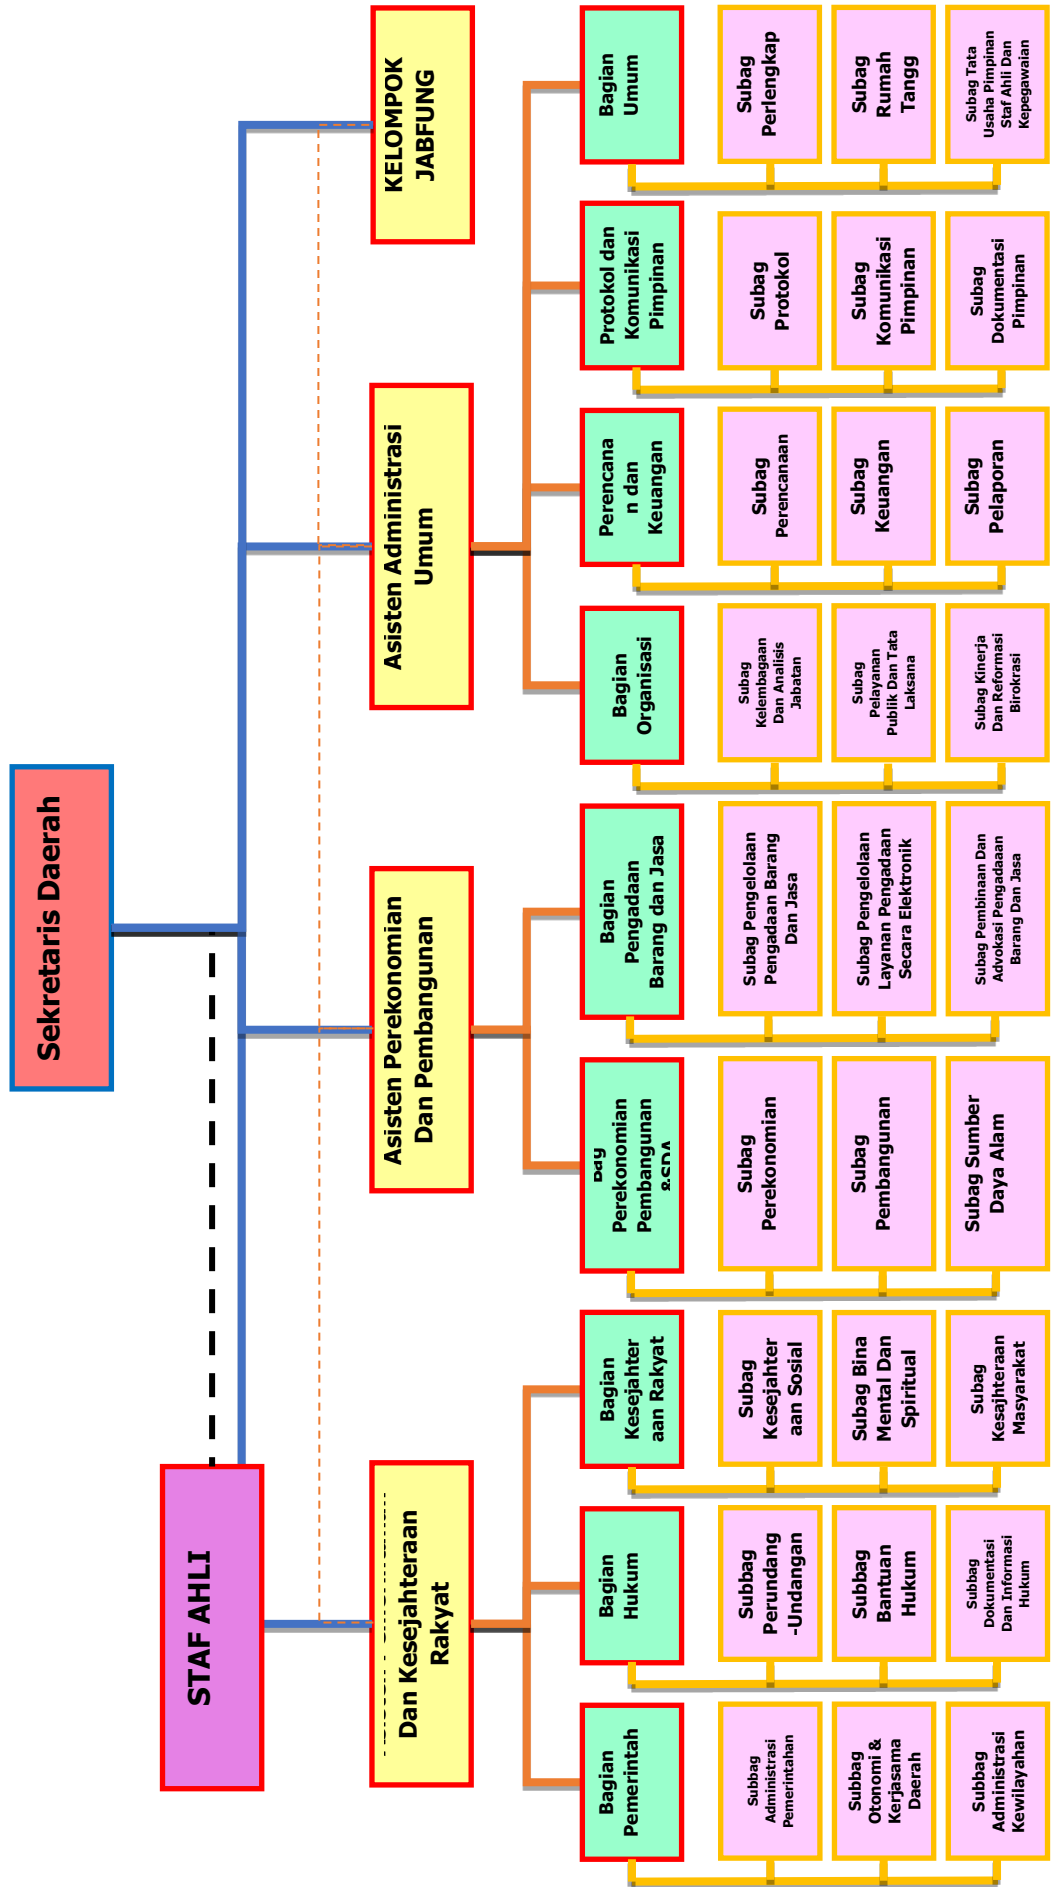 Sekretaris Daerah
STAF AHLI
Dan Kesejahteraan
Rakyat
Asisten Perekonomian
Dan Pembangunan
Asisten Administrasi
Umum
KELOMPOK
JABFUNG
Bagian
Pemerintah
Bagian
Hukum
Bagian
Kesejahter
aan Rakyat
Perekonomian
Pembangunan
Bagian
Pengadaan
Barang dan Jasa
Bagian
Organisasi
Perencana
n dan
Keuangan
Protokol dan
Komunikasi
Pimpinan
Bagian
Umum
Subbag
Administrasi
Pemerintahan
Subbag
Perundang
-Undangan
Subag
Kesejahter
aan Sosial
Subag
Perekonomian
Subag Pengelolaan
Pengadaan Barang
Dan Jasa
Subag
Kelembagaan
Dan Analisis
Jabatan
Subag
Perencanaan
Subag
Protokol
Subag
Perlengkap
Subbag
Otonomi &
Kerjasama
Daerah
Subbag
Bantuan
Hukum
Subag Bina
Mental Dan
Spiritual
Subag
Pembangunan
Subag Pengelolaan
Layanan Pengadaan
Secara Elektronik
Subag
Pelayanan
Publik Dan Tata
Laksana
Subag
Keuangan
Subag
Komunikasi
Pimpinan
Subag
Rumah
Tangg
Subbag
Administrasi
Kewilayahan
Subbag
Dokumentasi
Dan Informasi
Hukum
Subag
Kesajhteraan
Masyarakat
Subag Sumber
Daya Alam
Subag Pembinaan Dan
Advokasi Pengadaaan
Barang Dan Jasa
Subag Kinerja
Dan Reformasi
Birokrasi
Subag
Pelaporan
Subag
Dokumentasi
Pimpinan
Subag Tata
Usaha Pimpinan
Staf Ahli Dan
Kepegawaian